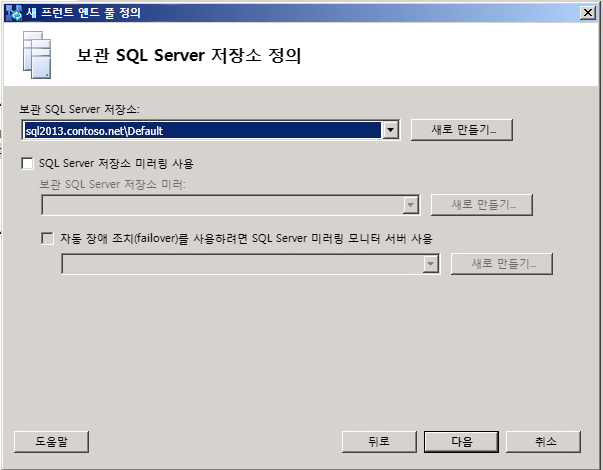 새 프런트 엔드 풀 정의
보관 SQL Server 저장소 정의
보관 SQL Server 저장소:
sql2013.contoso.net\Default
새로 만들기...
SQL Server 저장소 미러링 사용
보관 SQL Server 저장소 미러:
새로 만들기...
자동 장애 조치(failover)를 사용하려면 SQL Server 미러링 모니터 서버 사용
새로 만들기...
도움말
뒤로
다음
취소